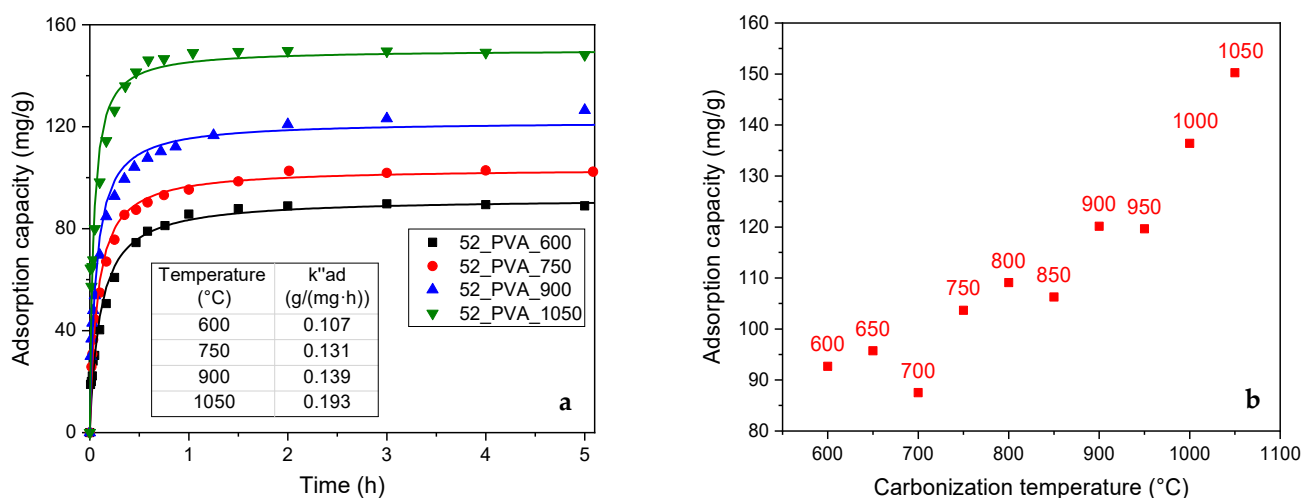 160
120
80
40
0
Adsorption capacity (mg/g)
52_PVA_600
52_PVA_750
52_PVA_900
52_PVA_1050
Temperature (°C) k''ad (g/(mg·h))
600 0.107
750 0.131
900 0.139
1050 0.193
a
0 1 2 3 4 5
Time (h)
160
150
140
130
120
110
100
90
80
Adsorption capacity (mg/g)
1050
1000
900
950
800
850
750
650
600
700
b
600 700 800 900 1000 1100
Carbonization temperature (°C)